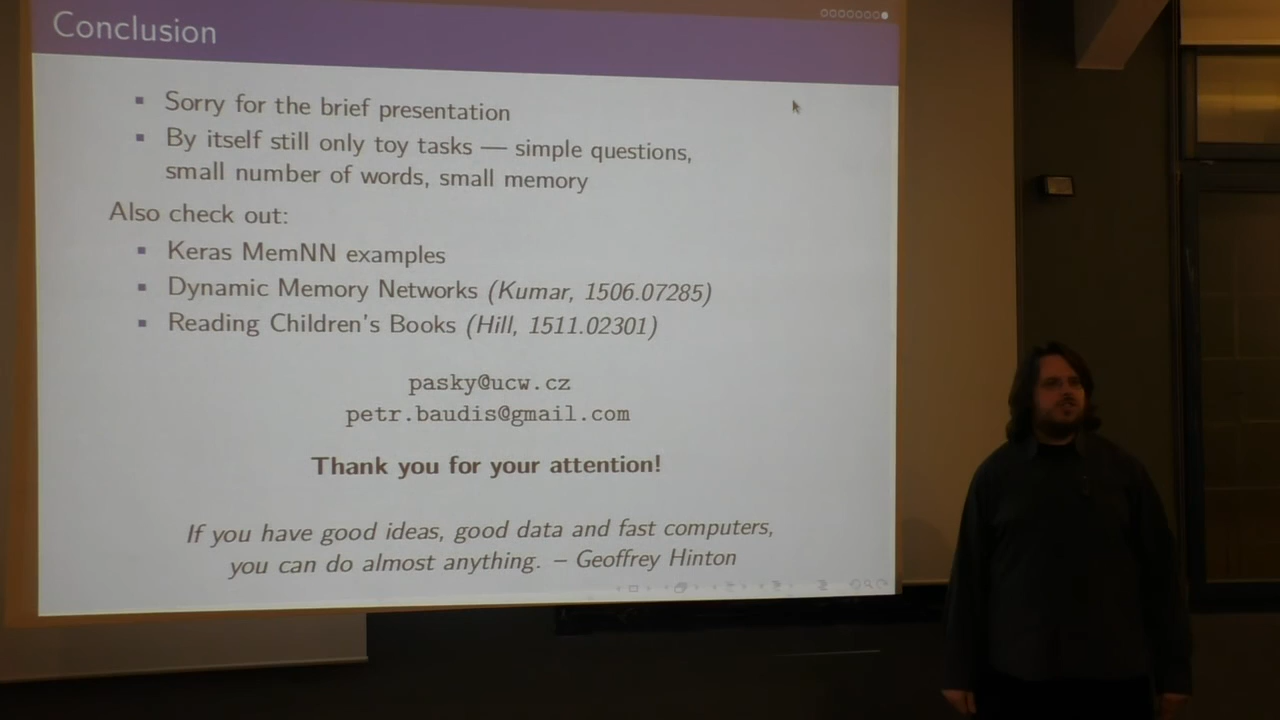 Conclusion
Sorry for the brief presentation
By itself still only toy tasks — simple questions,
small number of words, small memory
Also check out:
Keras MemNN examples
Dynamic Memory Networks (Kumar, 1506.07285)
Reading Children's Books (Hill, 1511.02301)
pasky@ucw.cz
petr.baudis@gmail.com
Thank you for your attention!
If you have good ideas, good data and fast computers,
you can do almost anything. – Geoffrey Hinton